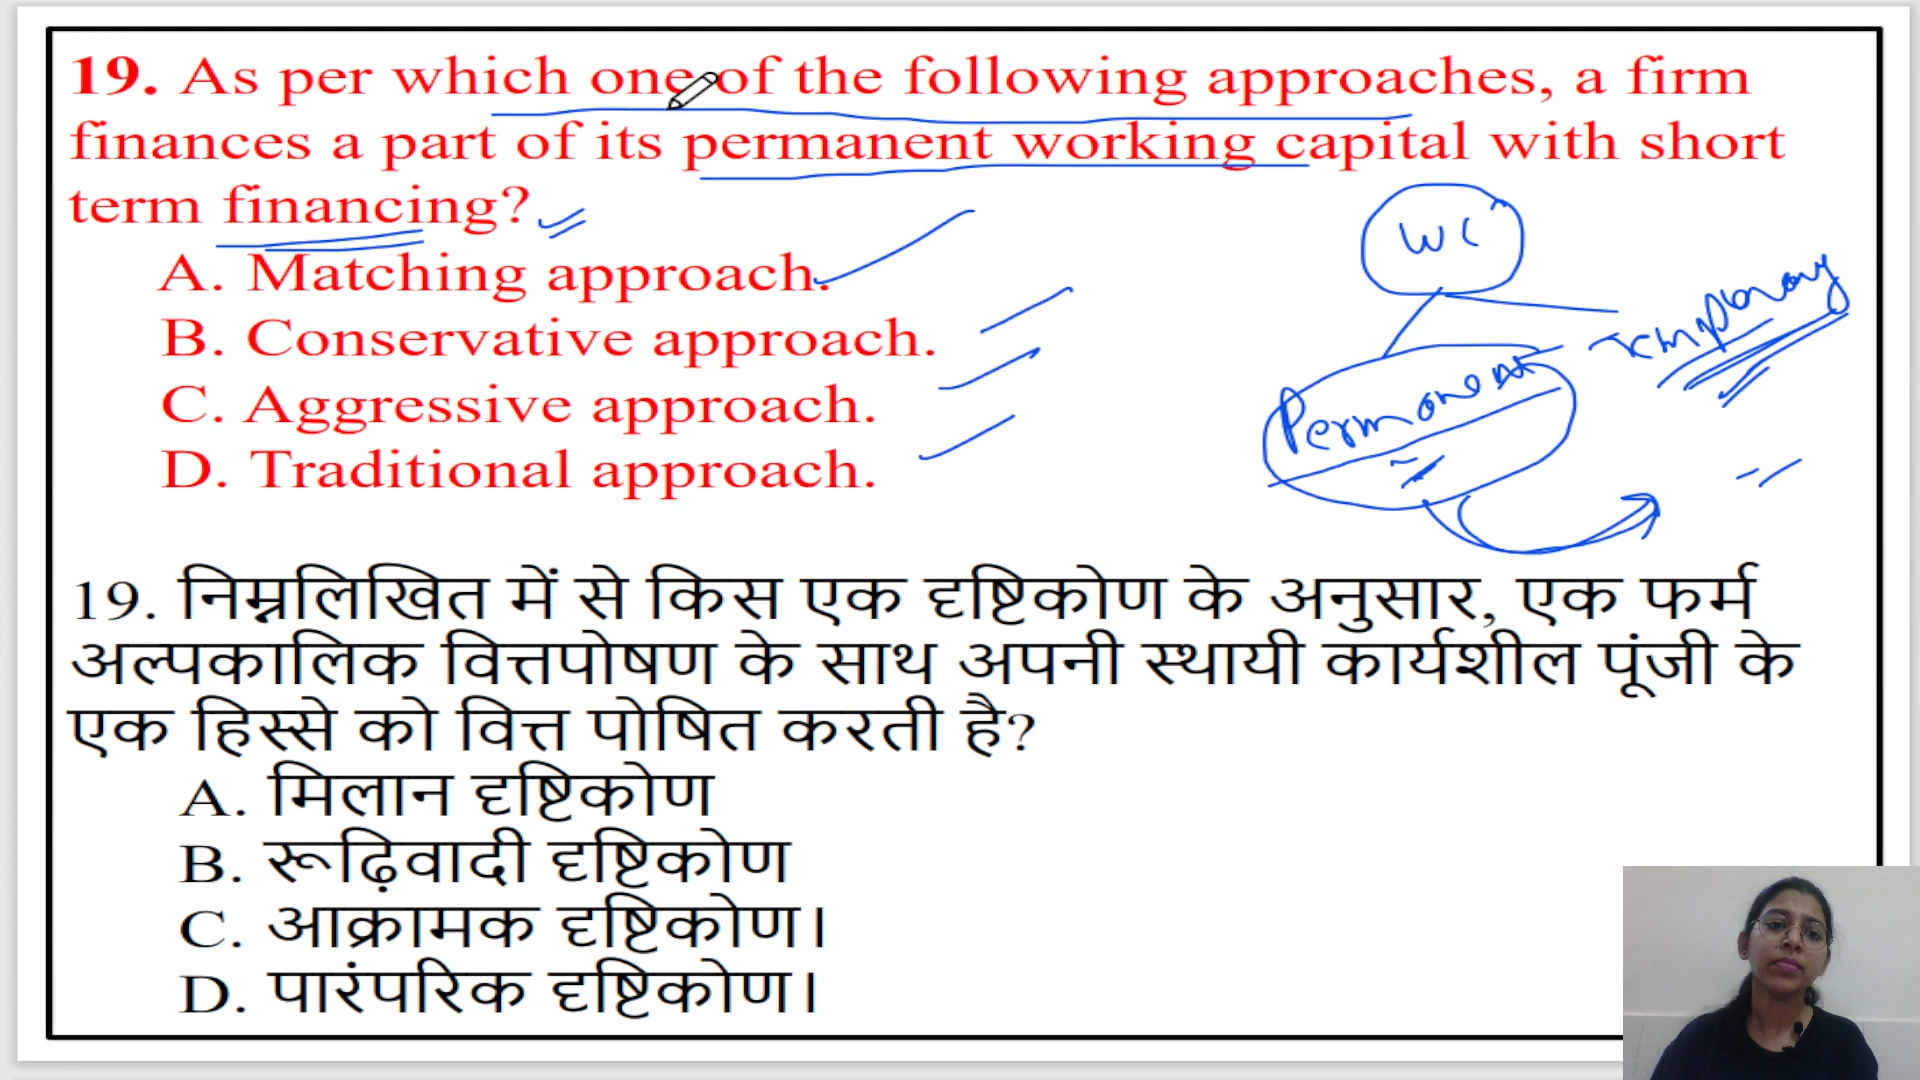 19. As per which one of the following approaches, a firm
finances a part of its permanent working capital with short
term financing?
A. Matching approach.
B. Conservative approach.
C. Aggressive approach.
D. Traditional approach.
WC
Permanent
Temporary
19. निम्नलिखित में से किस एक दृष्टिकोण के अनुसार, एक फर्म
अल्पकालिक वित्तपोषण के साथ अपनी स्थायी कार्यशील पूंजी के
एक हिस्से को वित्त पोषित करती है?
A. मिलान दृष्टिकोण
B. रूढ़िवादी दृष्टिकोण
C. आक्रामक दृष्टिकोण।
D. पारंपरिक दृष्टिकोण।